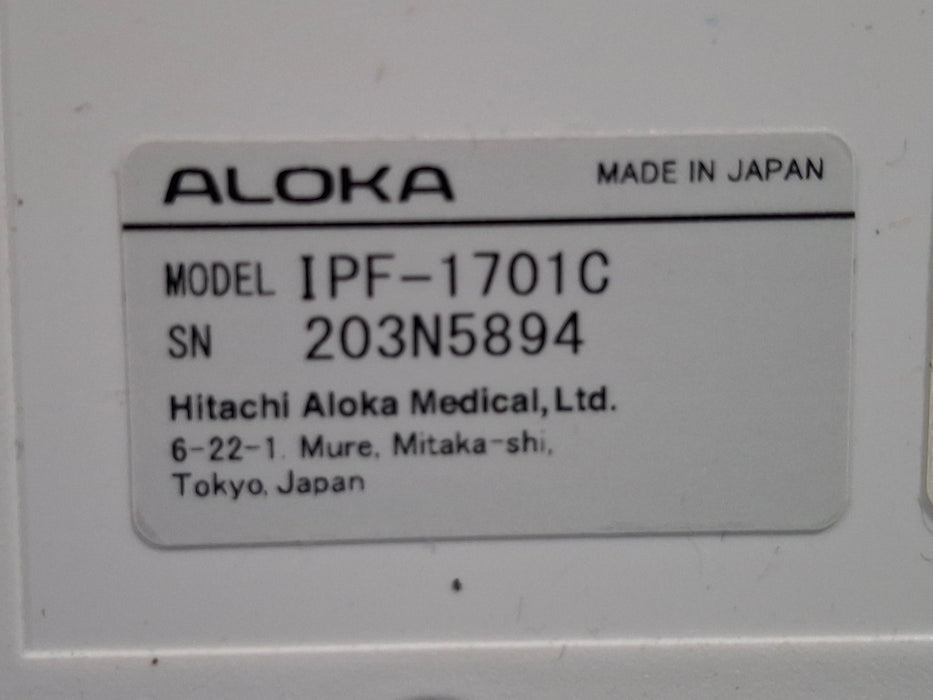 ALOKA MADE IN JAPAN
MODEL IPF-1701C
SN 203N5894
Hitachi Aloka Medical, Ltd.
6-22-1. Mure, Mitaka-shi,
Tokyo, Japan